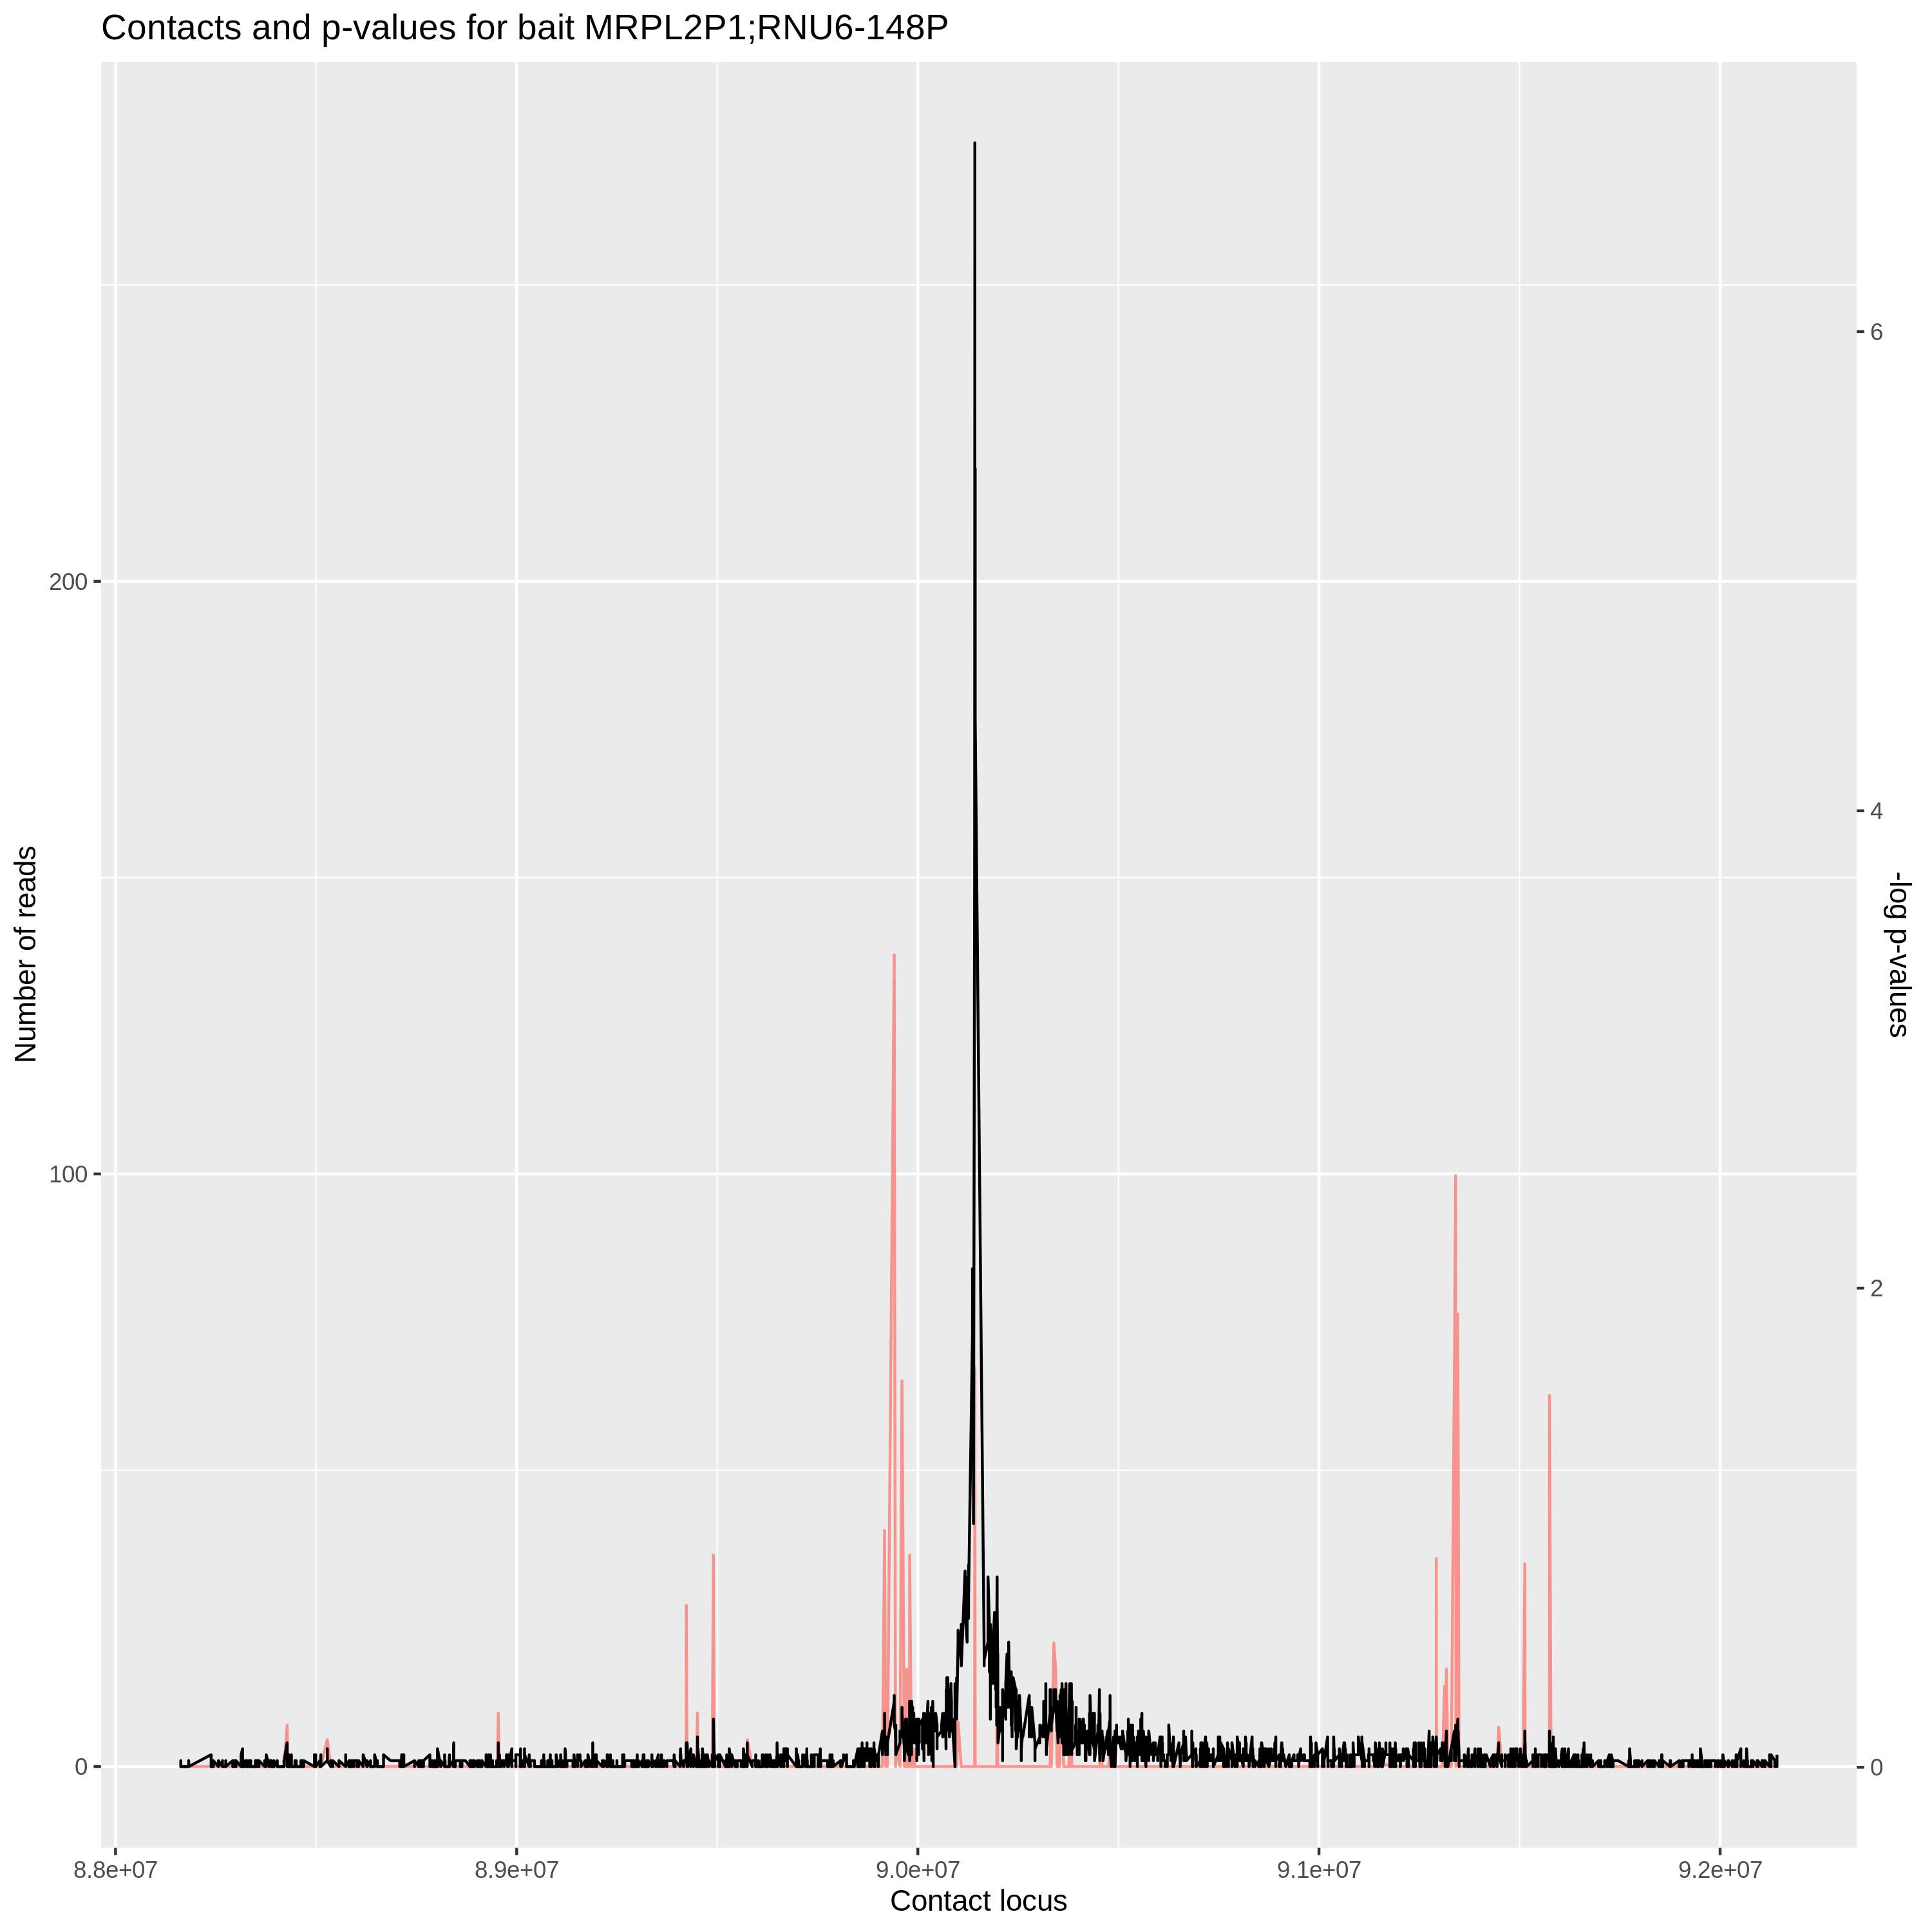 Contacts and p-values for bait MRPL2P1;RNU6-148P
Number of reads
200
100
0
6
4
2
0
-log p-values
8.8e+07
8.9e+07
9.0e+07
9.1e+07
9.2e+07
Contact locus